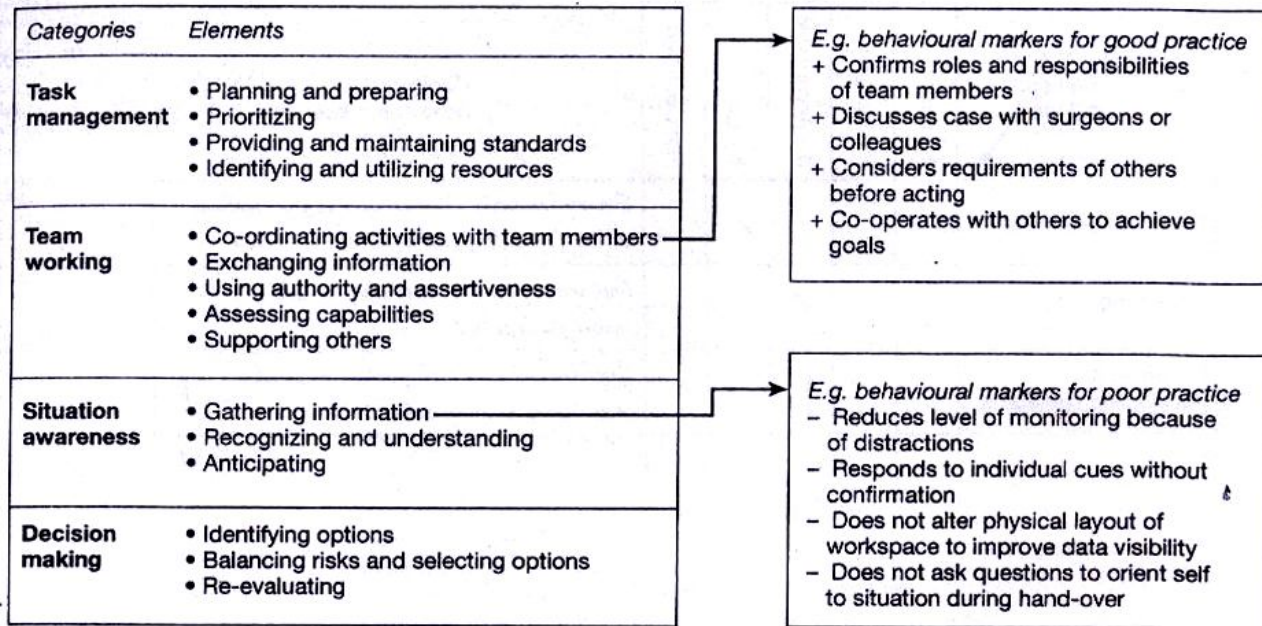 Categories Elements
Task
management
• Planning and preparing
• Prioritizing
• Providing and maintaining standards
• Identifying and utilizing resources
Team
working
• Co-ordinating activities with team members
• Exchanging information
• Using authority and assertiveness
• Assessing capabilities
• Supporting others
Situation
awareness
• Gathering information
• Recognizing and understanding
• Anticipating
Decision
making
• Identifying options
• Balancing risks and selecting options
• Re-evaluating
E.g. behavioural markers for good practice
+ Confirms roles and responsibilities
of team members
+ Discusses case with surgeons or
colleagues
+ Considers requirements of others
before acting
+ Co-operates with others to achieve
goals
E.g. behavioural markers for poor practice
– Reduces level of monitoring because
of distractions
– Responds to individual cues without
confirmation
– Does not alter physical layout of
workspace to improve data visibility
– Does not ask questions to orient self
to situation during hand-over